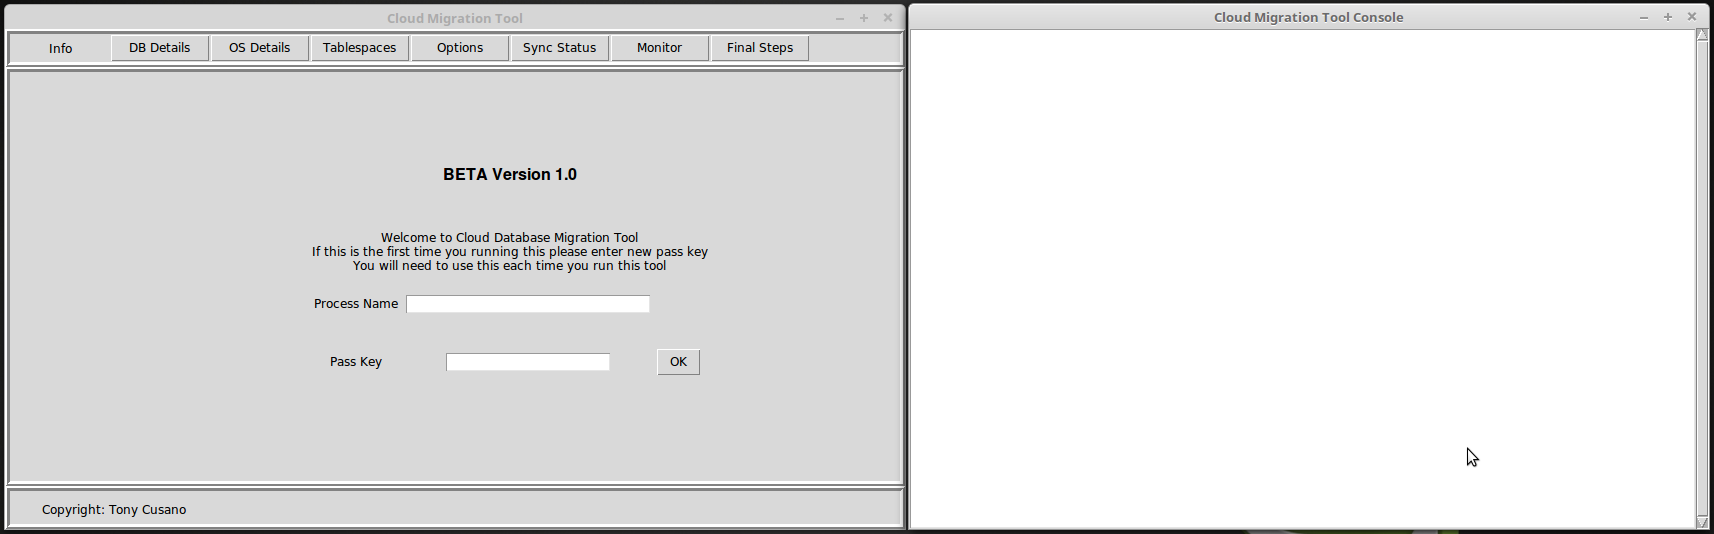 Cloud Migration Tool
Info DB Details OS Details Tablespaces Options Sync Status Monitor Final Steps
BETA Version 1.0
Welcome to Cloud Database Migration Tool
If this is the first time you running this please enter new pass key
You will need to use this each time you run this tool
Process Name
Pass Key OK
Copyright: Tony Cusano
Cloud Migration Tool Console